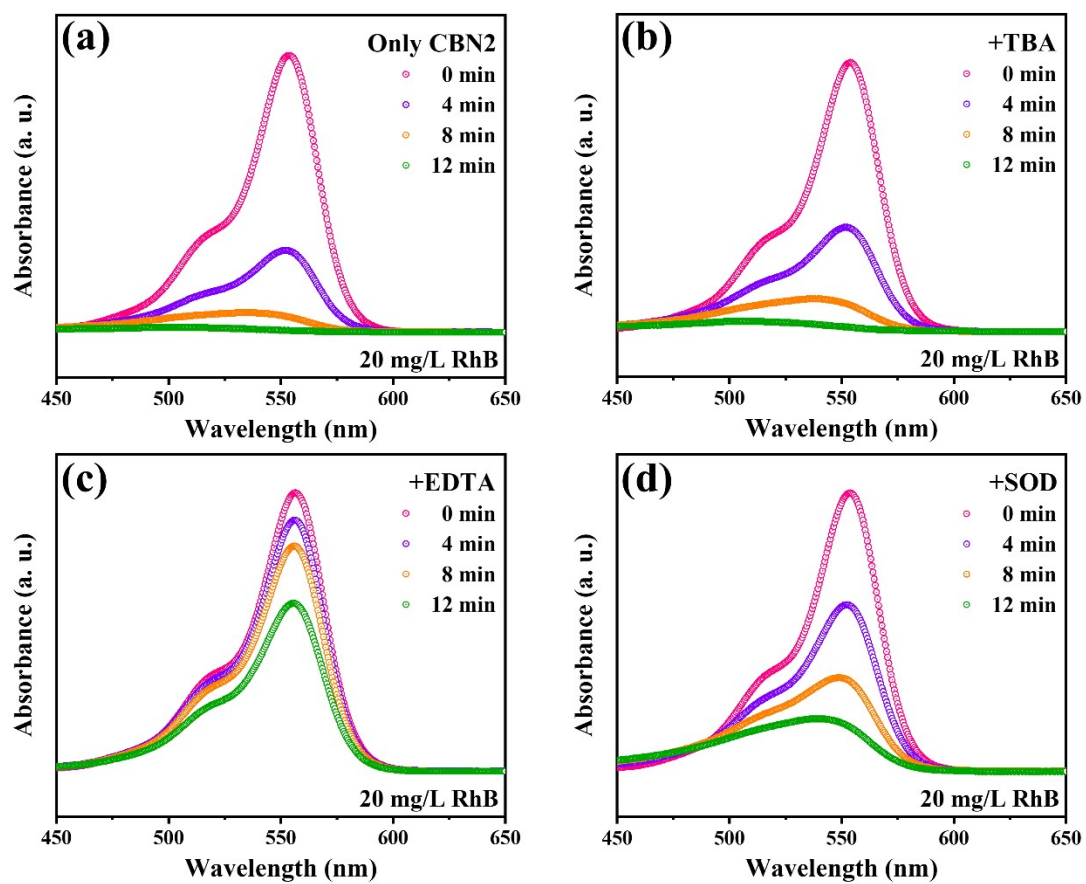 (a)
Only CBN2
0 min
4 min
8 min
12 min
20 mg/L RhB
Absorbance (a. u.)
450 500 550 600 650
Wavelength (nm)
(b)
+TBA
0 min
4 min
8 min
12 min
20 mg/L RhB
Absorbance (a. u.)
450 500 550 600 650
Wavelength (nm)
(c)
+EDTA
0 min
4 min
8 min
12 min
20 mg/L RhB
Absorbance (a. u.)
450 500 550 600 650
Wavelength (nm)
(d)
+SOD
0 min
4 min
8 min
12 min
20 mg/L RhB
Absorbance (a. u.)
450 500 550 600 650
Wavelength (nm)